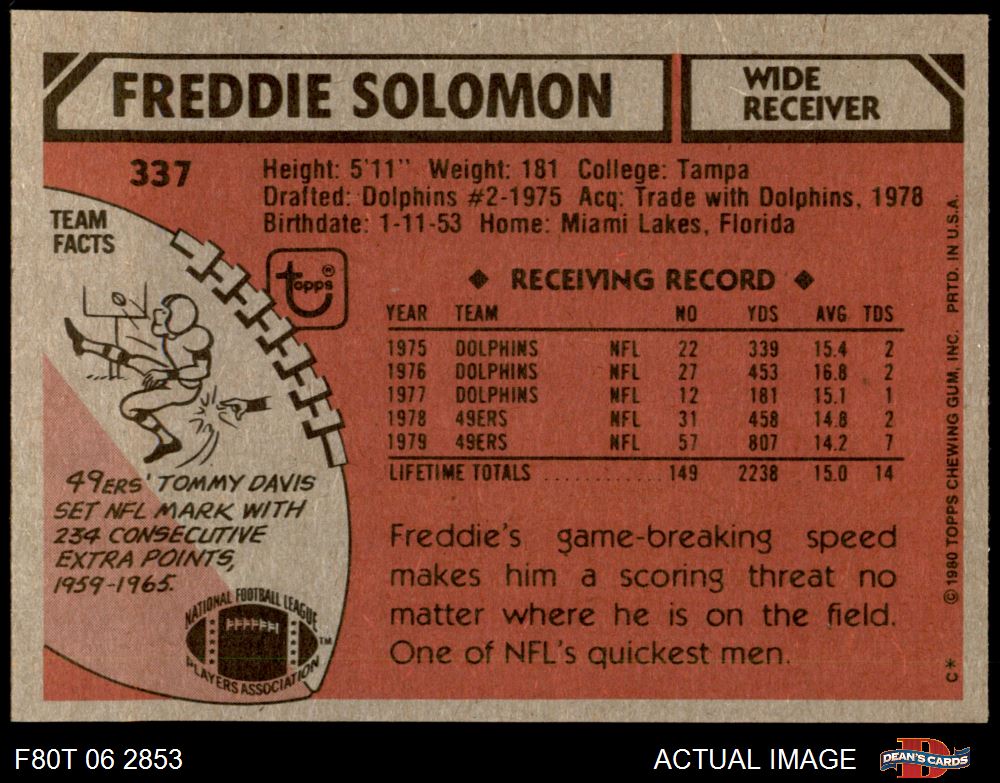 FREDDIE SOLOMON
WIDE
RECEIVER
337
Height: 5'11" Weight: 181 College: Tampa
Drafted: Dolphins #2-1975 Acq: Trade with Dolphins, 1978
Birthdate: 1-11-53 Home: Miami Lakes, Florida
TEAM
FACTS
topps®
◆ RECEIVING RECORD ◆
YEAR TEAM NO YDS AVG TDS
1975 DOLPHINS NFL 22 339 15.4 2
1976 DOLPHINS NFL 27 453 16.8 2
1977 DOLPHINS NFL 12 181 15.1 1
1978 49ERS NFL 31 458 14.8 2
1979 49ERS NFL 57 807 14.2 7
LIFETIME TOTALS ............ 149 2238 15.0 14
49ERS' TOMMY DAVIS
SET NFL MARK WITH
234 CONSECUTIVE
EXTRA POINTS,
1959-1965.
NATIONAL FOOTBALL LEAGUE
PLAYERS ASSOCIATION
TM
Freddie's game-breaking speed
makes him a scoring threat no
matter where he is on the field.
One of NFL's quickest men.
C* © 1980 TOPPS CHEWING GUM, INC. PRTD. IN U.S.A.
F80T 06 2853
ACTUAL IMAGE
D
DEAN'S CARDS